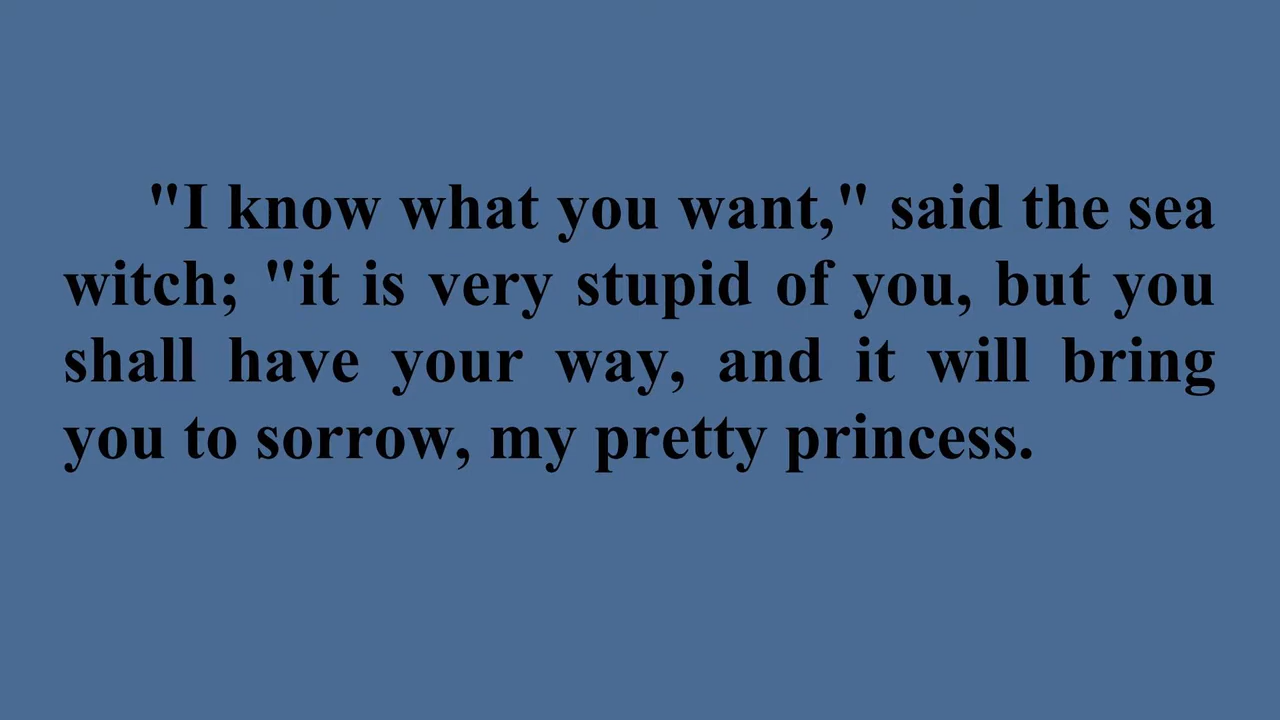 "I know what you want," said the sea
witch; "it is very stupid of you, but you
shall have your way, and it will bring
you to sorrow, my pretty princess.